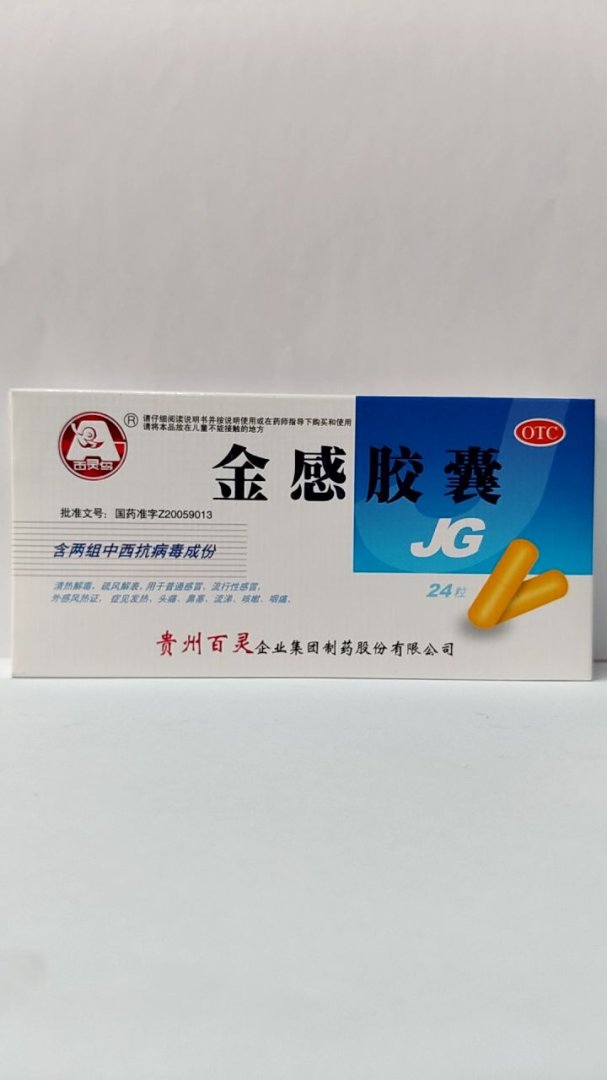 百灵鸟
®
请仔细阅读说明书并按说明使用或在药师指导下购买和使用
请将本品放在儿童不能接触的地方
OTC
金感胶囊
批准文号：国药准字Z20059013
JG
含两组中西抗病毒成份
清热解毒，疏风解表。用于普通感冒，流行性感冒，
外感风热证，症见发热、头痛、鼻塞、流涕、咳嗽、咽痛。
24粒
贵州百灵企业集团制药股份有限公司